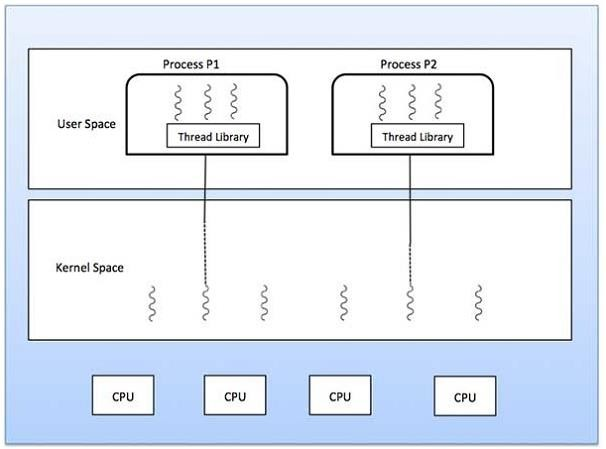 Process P1
Process P2
User Space
Thread Library
Thread Library
Kernel Space
CPU
CPU
CPU
CPU